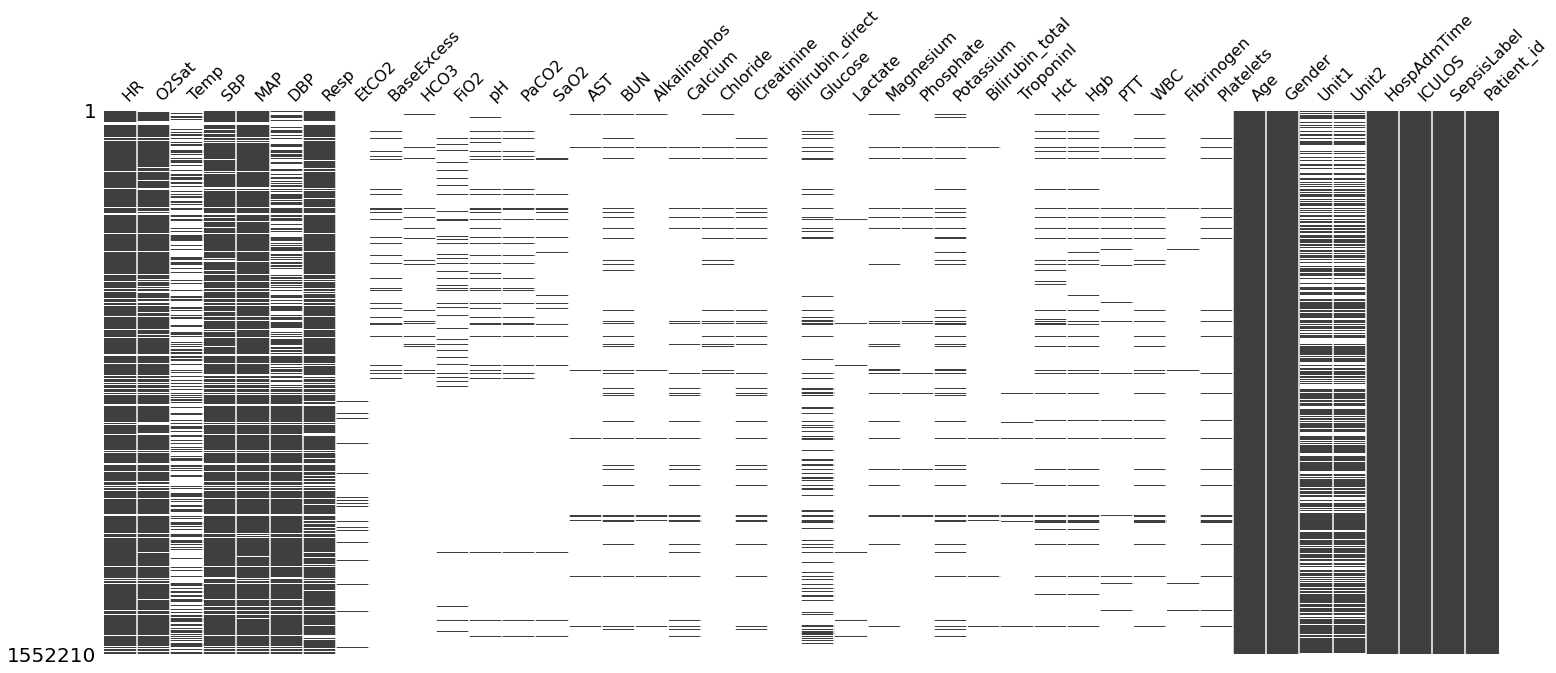 HR
O2Sat
Temp
SBP
MAP
DBP
Resp
EtCO2
BaseExcess
HCO3
FiO2
pH
PaCO2
SaO2
AST
BUN
Alkalinephos
Calcium
Chloride
Creatinine
Bilirubin_direct
Glucose
Lactate
Magnesium
Phosphate
Potassium
Bilirubin_total
TroponinI
Hct
Hgb
PTT
WBC
Fibrinogen
Platelets
Age
Gender
Unit1
Unit2
HospAdmTime
ICULOS
SepsisLabel
Patient_id
1
1552210